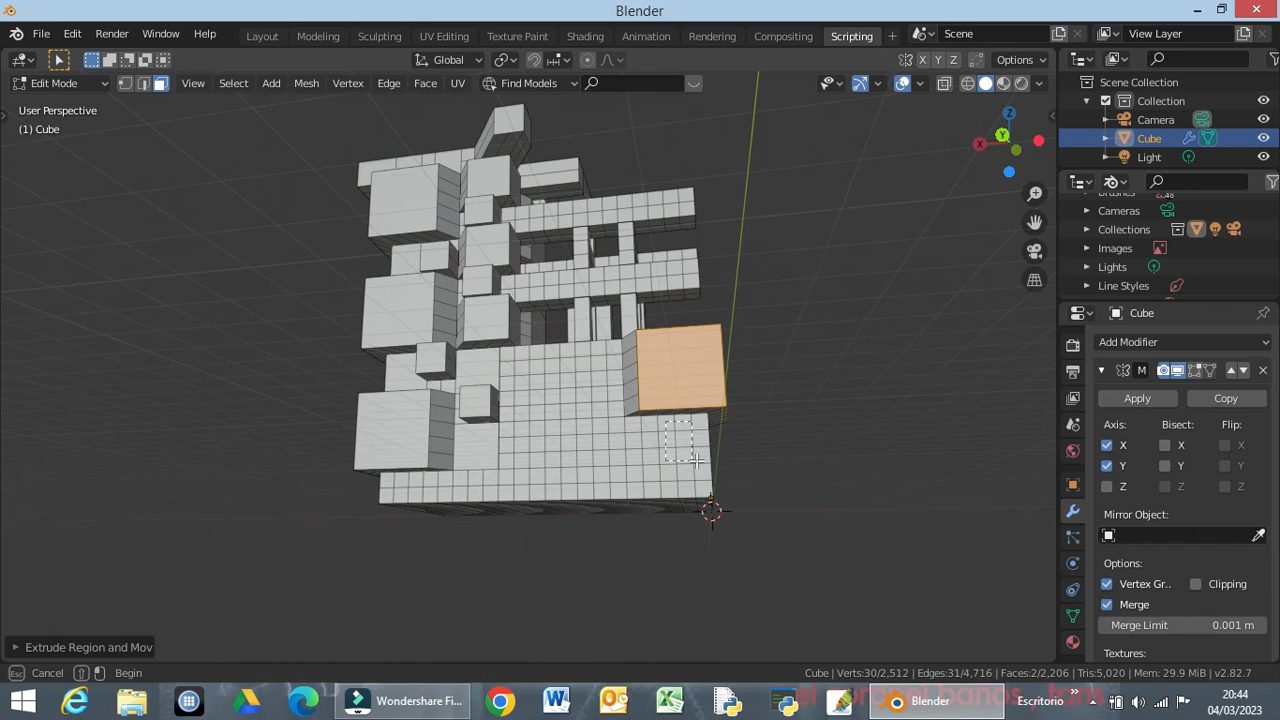 Blender
File Edit Render Window Help Layout Modeling Sculpting UV Editing Texture Paint Shading Animation Rendering Compositing Scripting + Scene View Layer
Global X Y Z Options
Edit Mode View Select Add Mesh Vertex Edge Face UV Find Models
User Perspective
(1) Cube
Z
Y
X
Scene Collection
Collection
Camera
Cube
Light
Brushes 48
Cameras
Collections
Images
Lights
Line Styles
Cube
Add Modifier
M
Apply Copy
Axis: Bisect: Flip:
X X X
Y Y Y
Z Z Z
Mirror Object:
Options:
Vertex Gr.. Clipping
Merge
Merge Limit 0.001 m
Textures:
Extrude Region and Mov
Esc Cancel Begin
Cube | Verts:30/2,512 | Edges:31/4,716 | Faces:2/2,206 | Tris:5,020 | Mem: 29.9 MiB | v2.82.7
Wondershare Fi... Blender Escritorio
20:44
04/03/2023